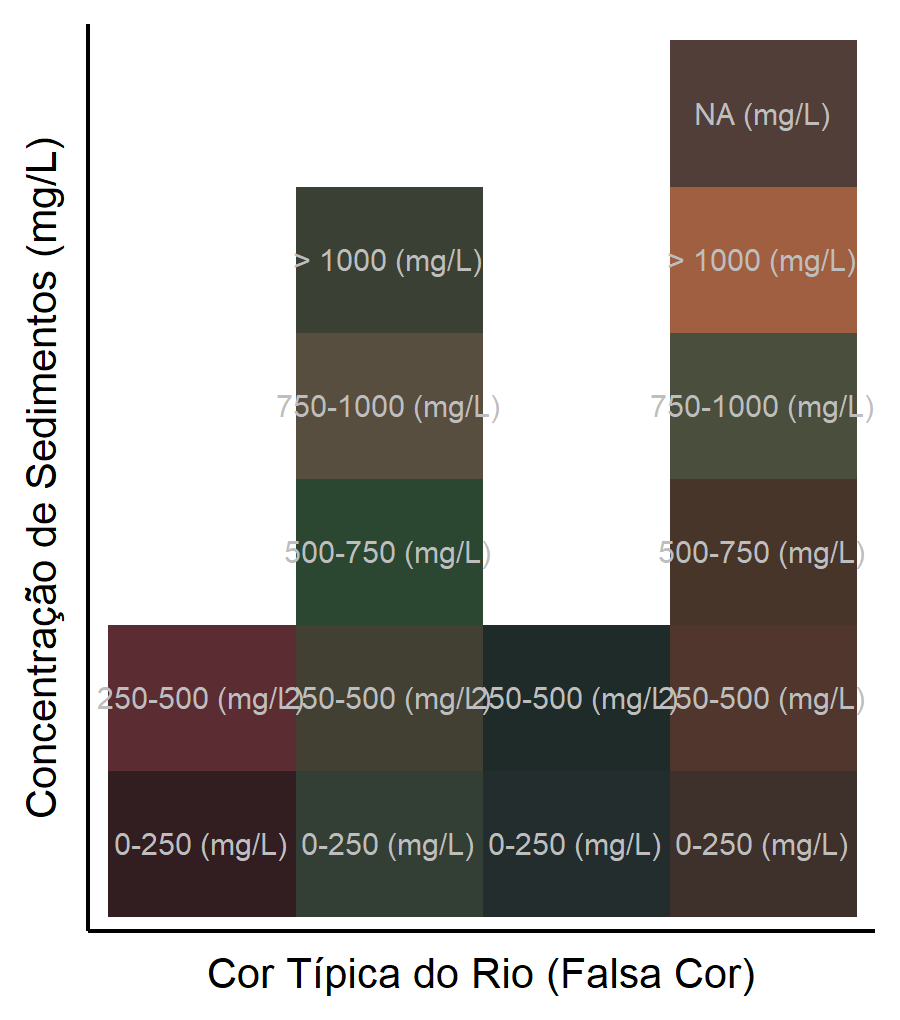 NA (mg/L)
> 1000 (mg/L)
> 1000 (mg/L)
750-1000 (mg/L)
750-1000 (mg/L)
500-750 (mg/L)
500-750 (mg/L)
250-500 (mg/L)
250-500 (mg/L)
250-500 (mg/L)
250-500 (mg/L)
0-250 (mg/L)
0-250 (mg/L)
0-250 (mg/L)
0-250 (mg/L)
Concentração de Sedimentos (mg/L)
Cor Típica do Rio (Falsa Cor)